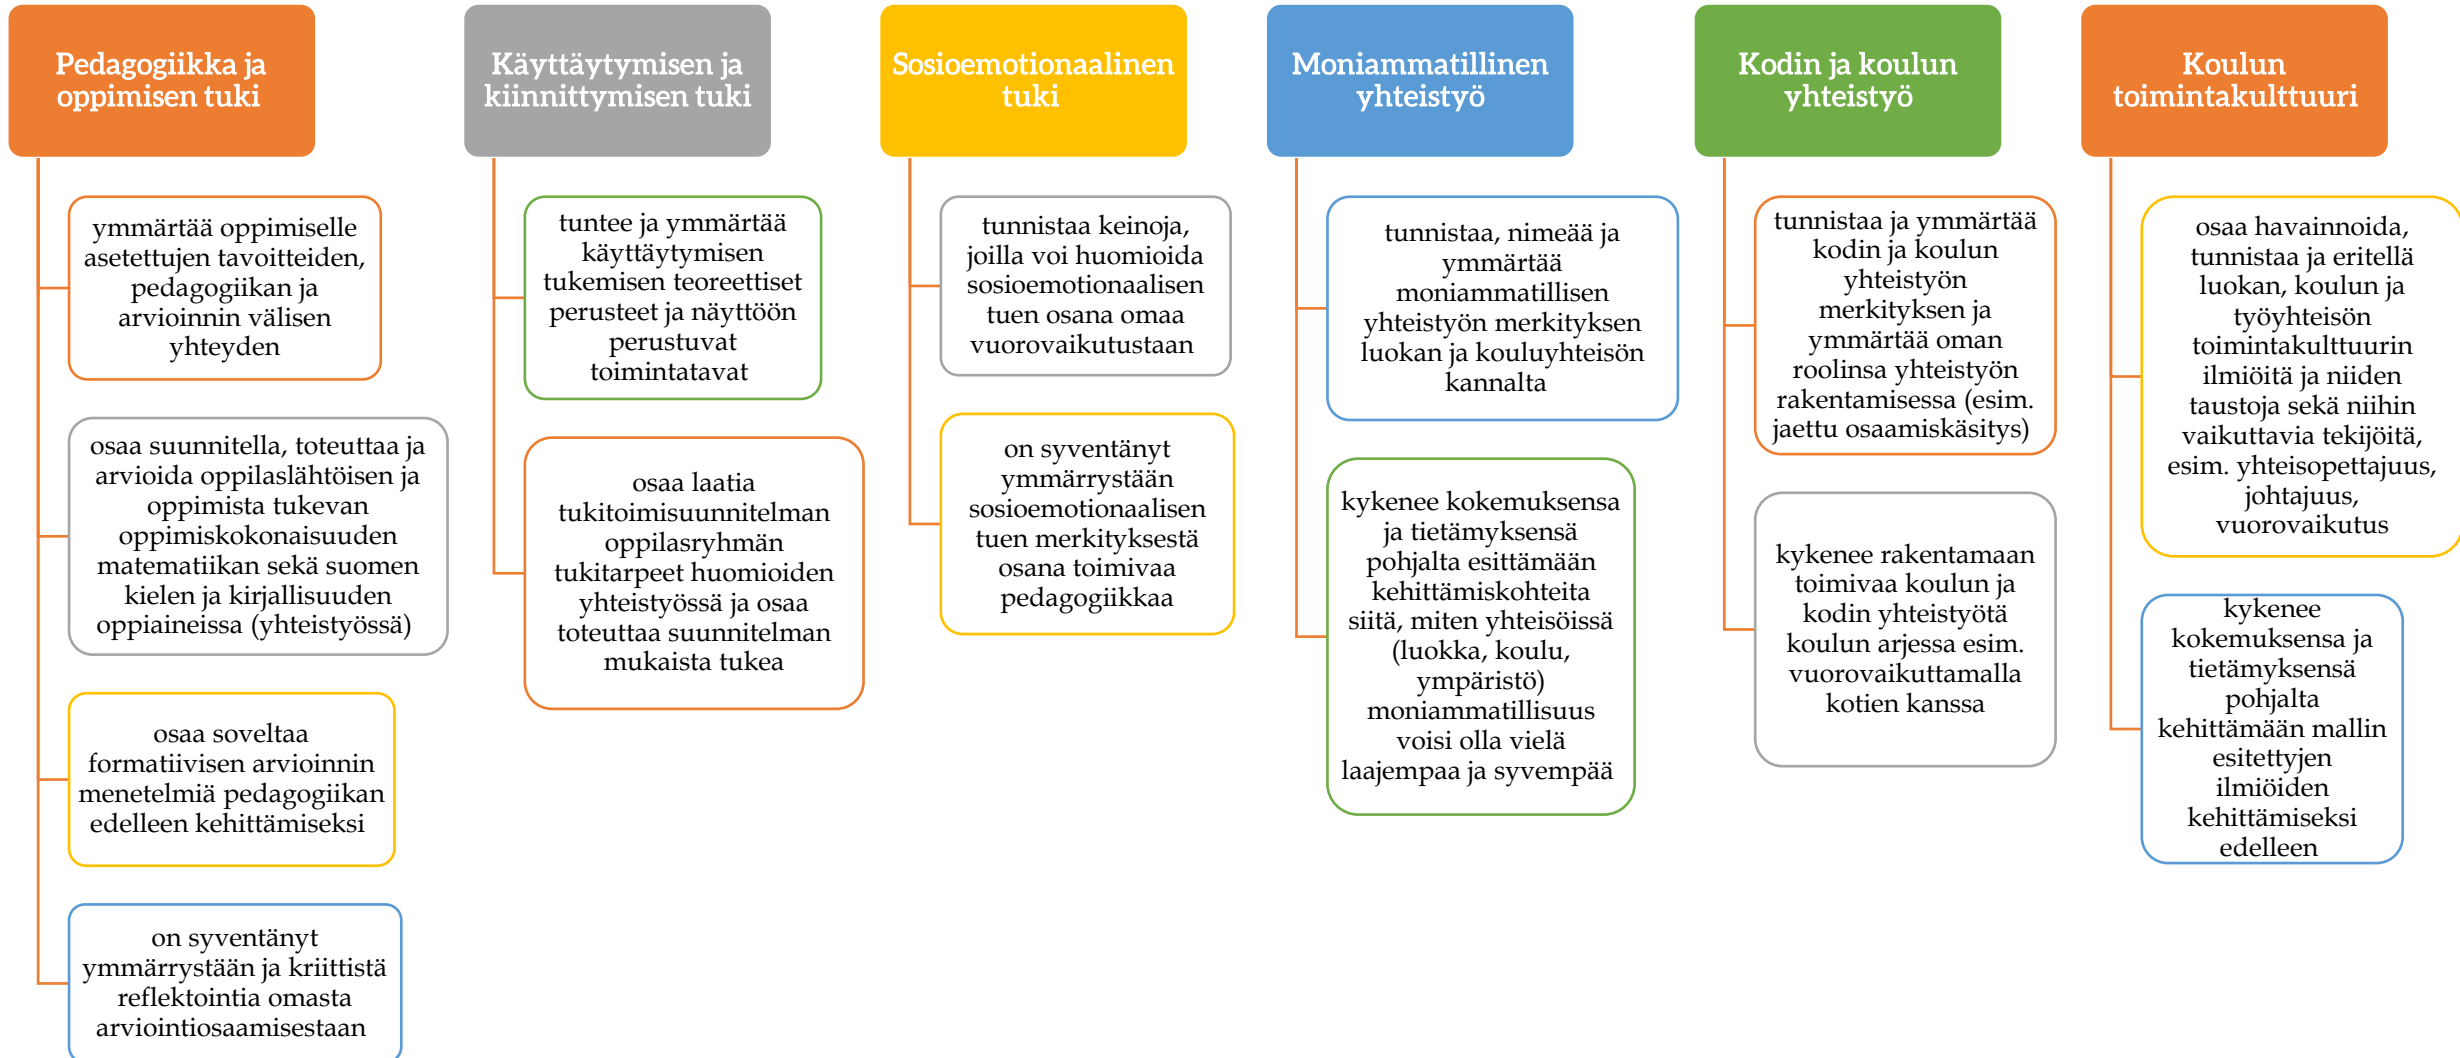 Pedagogiikka ja
oppimisen tuki
ymmärtää oppimiselle
asetettujen tavoitteiden,
pedagogiikan ja
arvioinnin välisen
yhteyden
osaa suunnitella, toteuttaa ja
arvioida oppilaslähtöisen ja
oppimista tukevan
oppimiskokonaisuuden
matematiikan sekä suomen
kielen ja kirjallisuuden
oppiaineissa (yhteistyössä)
osaa soveltaa
formatiivisen arvioinnin
menetelmiä pedagogiikan
edelleen kehittämiseksi
on syventänyt
ymmärrystään ja kriittistä
reflektointia omasta
arviointiosaamisestaan
Käyttäytymisen ja
kiinnittymisen tuki
tuntee ja ymmärtää
käyttäytymisen
tukemisen teoreettiset
perusteet ja näyttöön
perustuvat
toimintatavat
osaa laatia
tukitoimisuunnitelman
oppilasryhmän
tukitarpeet huomioiden
yhteistyössä ja osaa
toteuttaa suunnitelman
mukaista tukea
Sosioemotionaalinen
tuki
tunnistaa keinoja,
joilla voi huomioida
sosioemotionaalisen
tuen osana omaa
vuorovaikutustaan
on syventänyt
ymmärrystään
sosioemotionaalisen
tuen merkityksestä
osana toimivaa
pedagogiikkaa
Moniammatillinen
yhteistyö
tunnistaa, nimeää ja
ymmärtää
moniammatillisen
yhteistyön merkityksen
luokan ja kouluyhteisön
kannalta
kykenee kokemuksensa
ja tietämyksensä
pohjalta esittämään
kehittämiskohteita
siitä, miten yhteisöissä
(luokka, koulu,
ympäristö)
moniammatillisuus
voisi olla vielä
laajempaa ja syvempää
Kodin ja koulun
yhteistyö
tunnistaa ja ymmärtää
kodin ja koulun
yhteistyön
merkityksen ja
ymmärtää oman
roolinsa yhteistyön
rakentamisessa (esim.
jaettu osaamiskäsitys)
kykenee rakentamaan
toimivaa koulun ja
kodin yhteistyötä
koulun arjessa esim.
vuorovaikuttamalla
kotien kanssa
Koulun
toimintakulttuuri
osaa havainnoida,
tunnistaa ja eritellä
luokan, koulun ja
työyhteisön
toimintakulttuurin
ilmiöitä ja niiden
taustoja sekä niihin
vaikuttavia tekijöitä,
esim. yhteisopettajuus,
johtajuus,
vuorovaikutus
kykenee
kokemuksensa ja
tietämyksensä
pohjalta
kehittämään mallin
esitettyjen
ilmiöiden
kehittämiseksi
edelleen